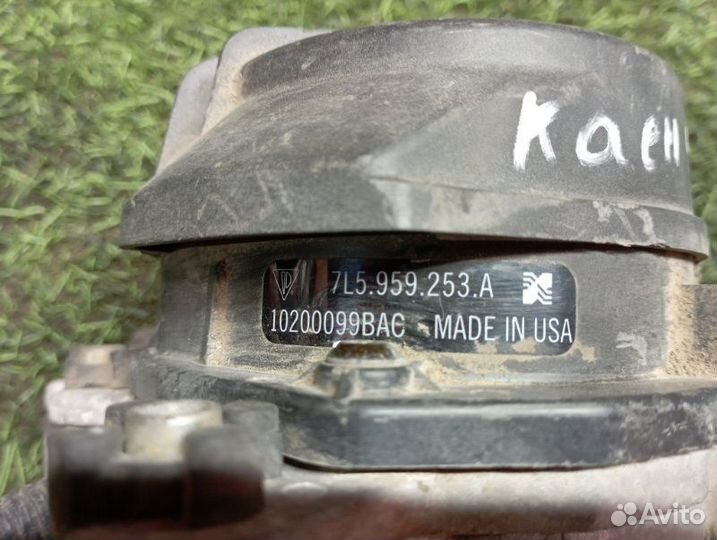 Каен
7L5.959.253.A
10200099BAC - MADE IN USA
Avito